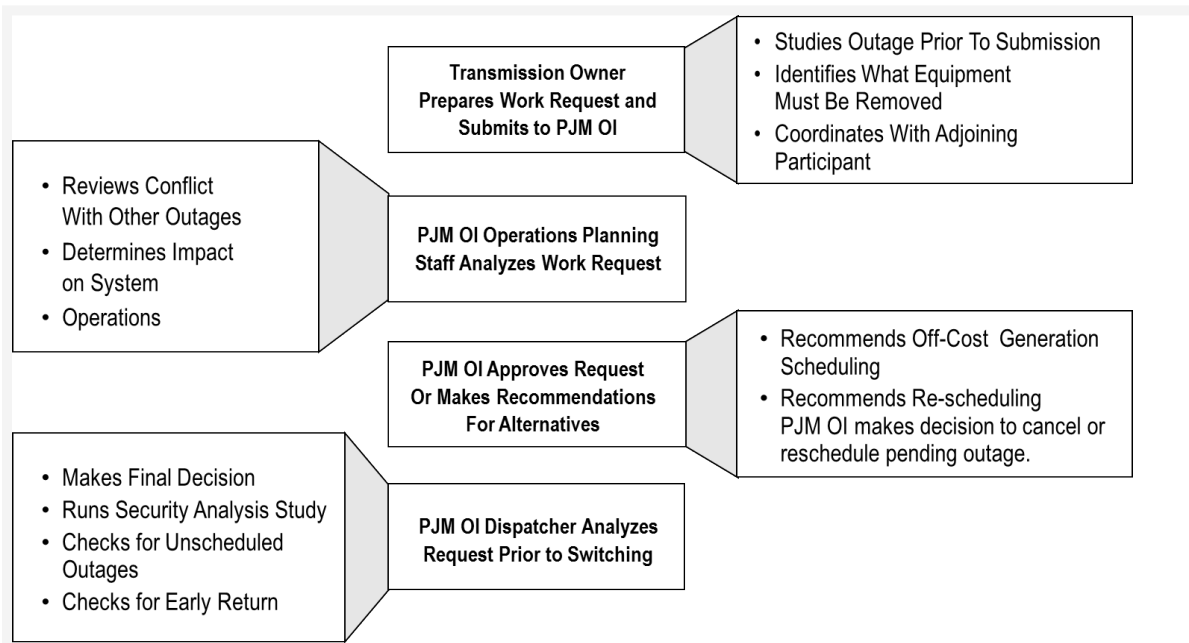 Transmission Owner
Prepares Work Request and
Submits to PJM OI
• Studies Outage Prior To Submission
• Identifies What Equipment
Must Be Removed
• Coordinates With Adjoining
Participant
• Reviews Conflict
With Other Outages
• Determines Impact
on System
• Operations
PJM OI Operations Planning
Staff Analyzes Work Request
PJM OI Approves Request
Or Makes Recommendations
For Alternatives
• Recommends Off-Cost Generation
Scheduling
• Recommends Re-scheduling
PJM OI makes decision to cancel or
reschedule pending outage.
• Makes Final Decision
• Runs Security Analysis Study
• Checks for Unscheduled
Outages
• Checks for Early Return
PJM OI Dispatcher Analyzes
Request Prior to Switching